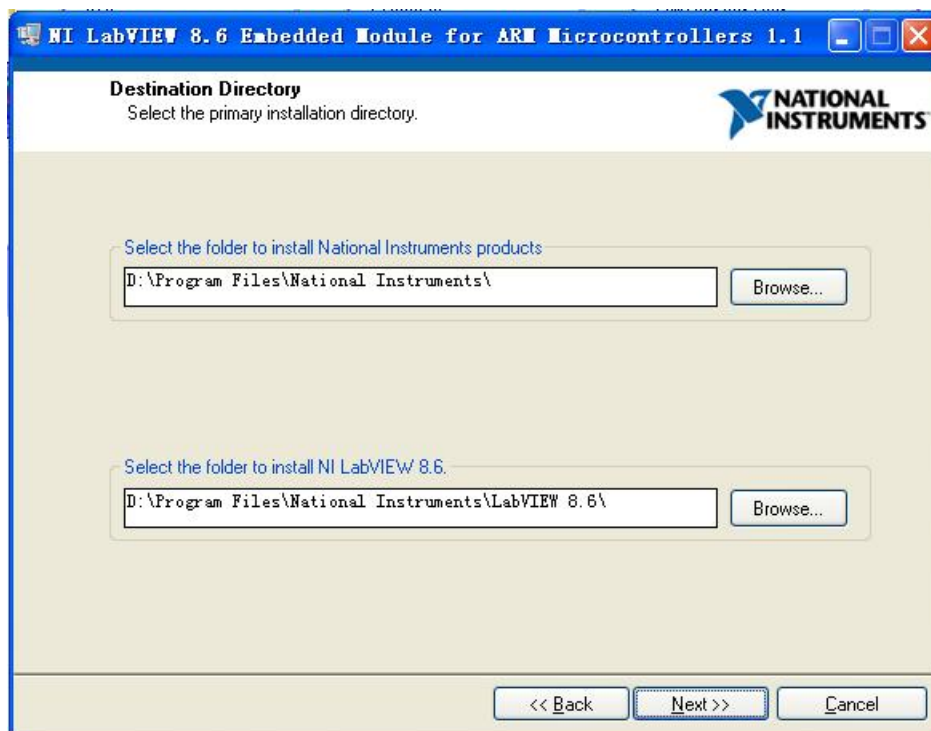 NI LabVIEW 8.6 Embedded Module for ARM Microcontrollers 1.1
Destination Directory
Select the primary installation directory.
NATIONAL
INSTRUMENTS
Select the folder to install National Instruments products
D:\Program Files\National Instruments\
Browse...
Select the folder to install NI LabVIEW 8.6.
D:\Program Files\National Instruments\LabVIEW 8.6\
Browse...
<< Back
Next >>
Cancel